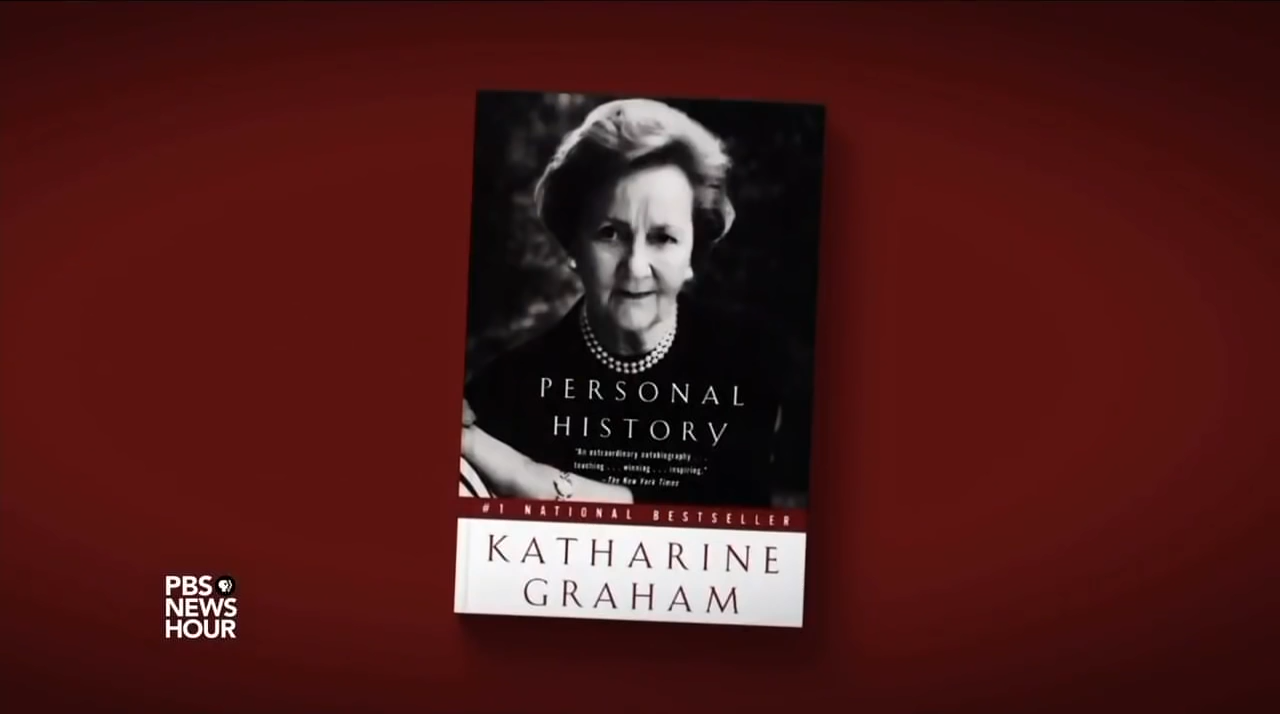 PERSONAL
HISTORY
"An extraordinary autobiography . . .
touching . . . winning . . . inspiring."
–The New York Times
#1 NATIONAL BESTSELLER
KATHARINE
GRAHAM
PBS
NEWS
HOUR